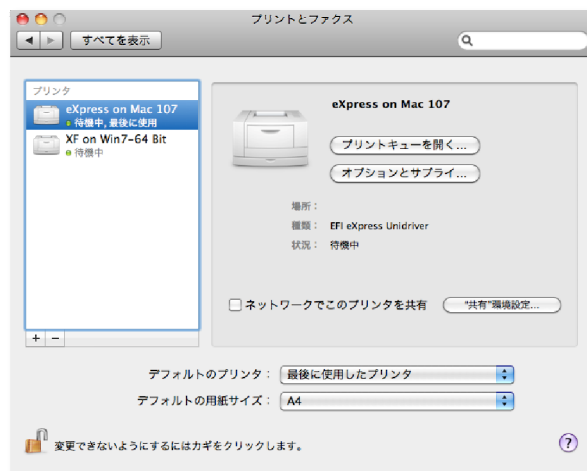 プリントとファクス
すべてを表示
プリンタ
eXpress on Mac 107
待機中, 最後に使用
XF on Win7-64 Bit
待機中
eXpress on Mac 107
プリントキューを開く...
オプションとサプライ...
場所：
種類： EFI eXpress Unidriver
状況： 待機中
ネットワークでこのプリンタを共有
"共有"環境設定...
+ −
デフォルトのプリンタ： 最後に使用したプリンタ
デフォルトの用紙サイズ： A4
変更できないようにするにはカギをクリックします。
?